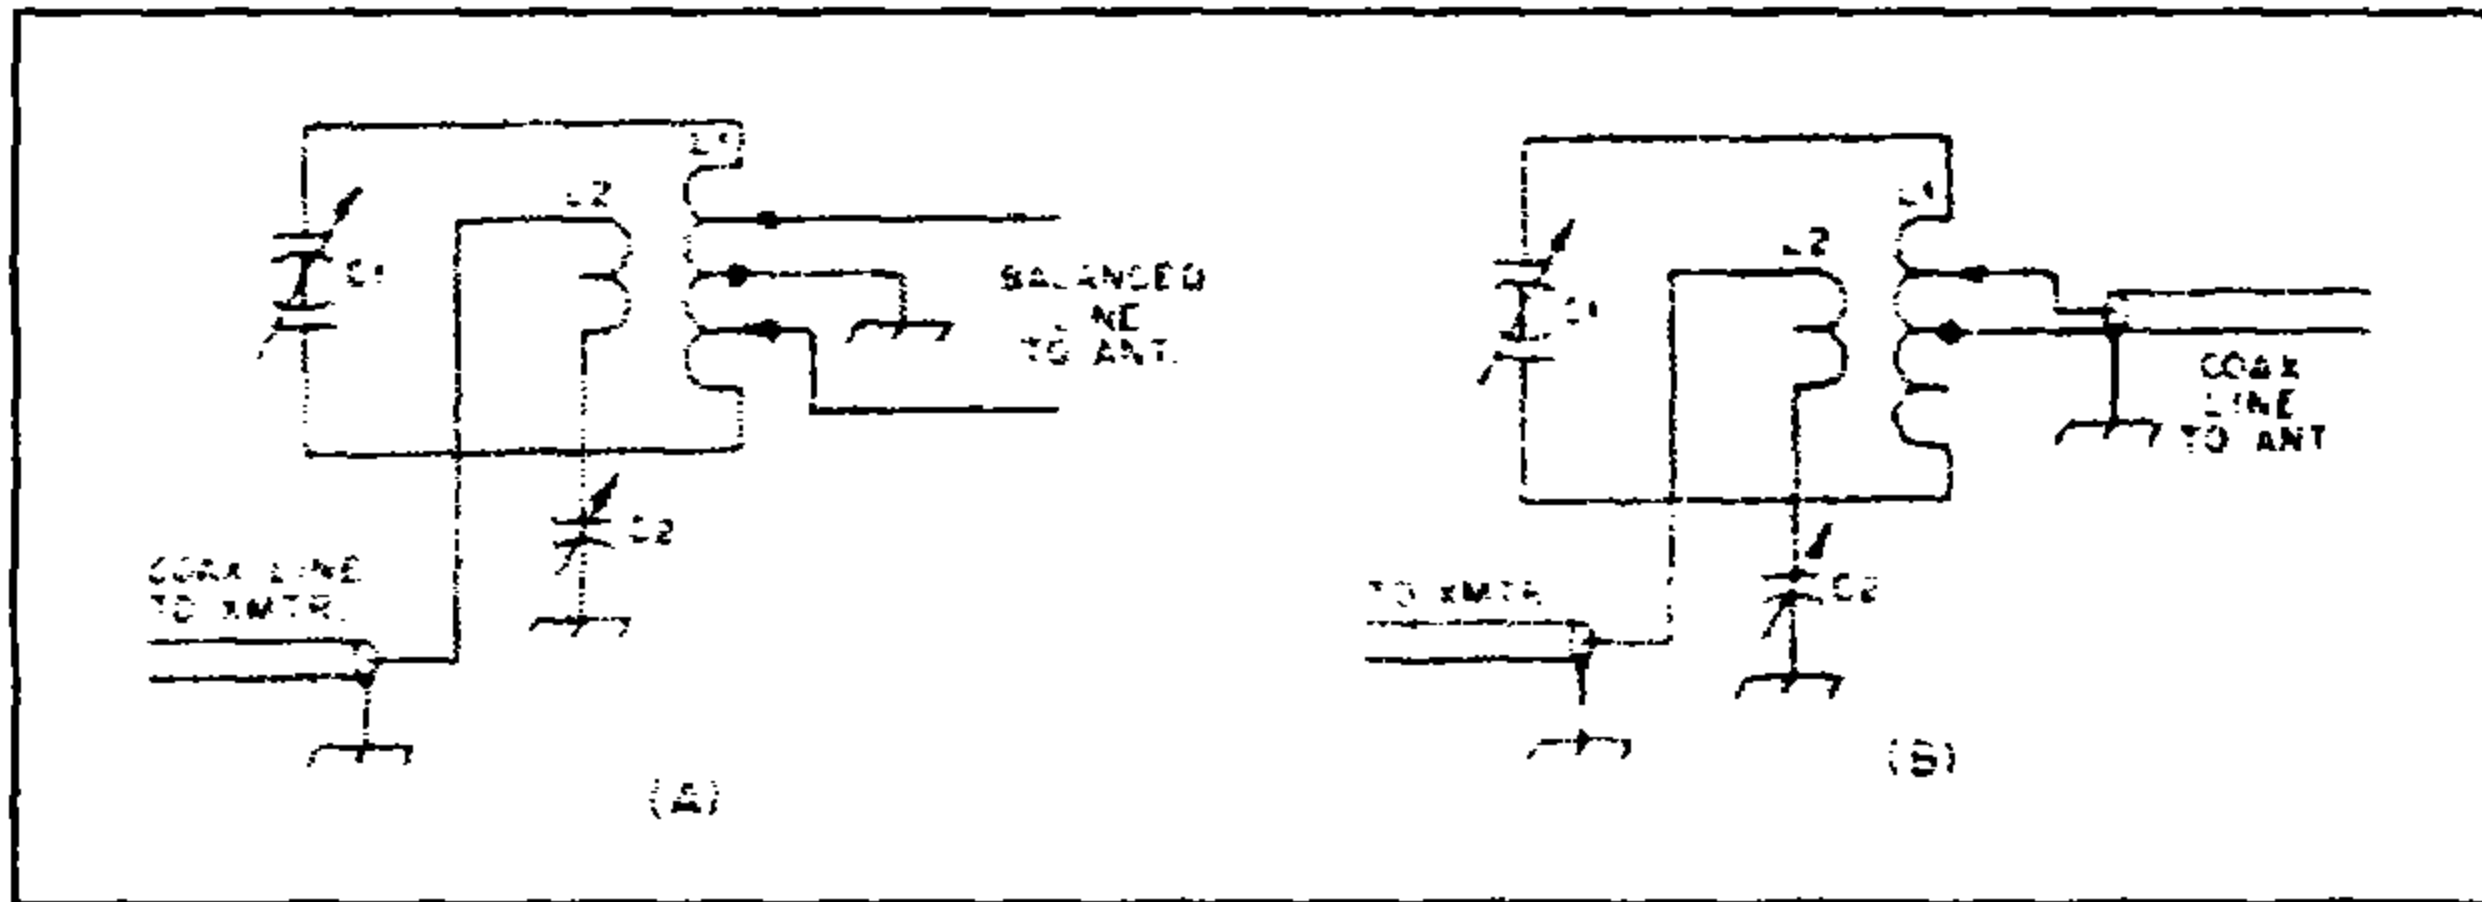 L1
L2
C1
BALANCED
LINE
TO ANT.
C2
COAX LINE
TO XMTR.
(A)
L1
L2
C1
COAX
LINE
TO ANT
TO XMTR.
C2
(B)